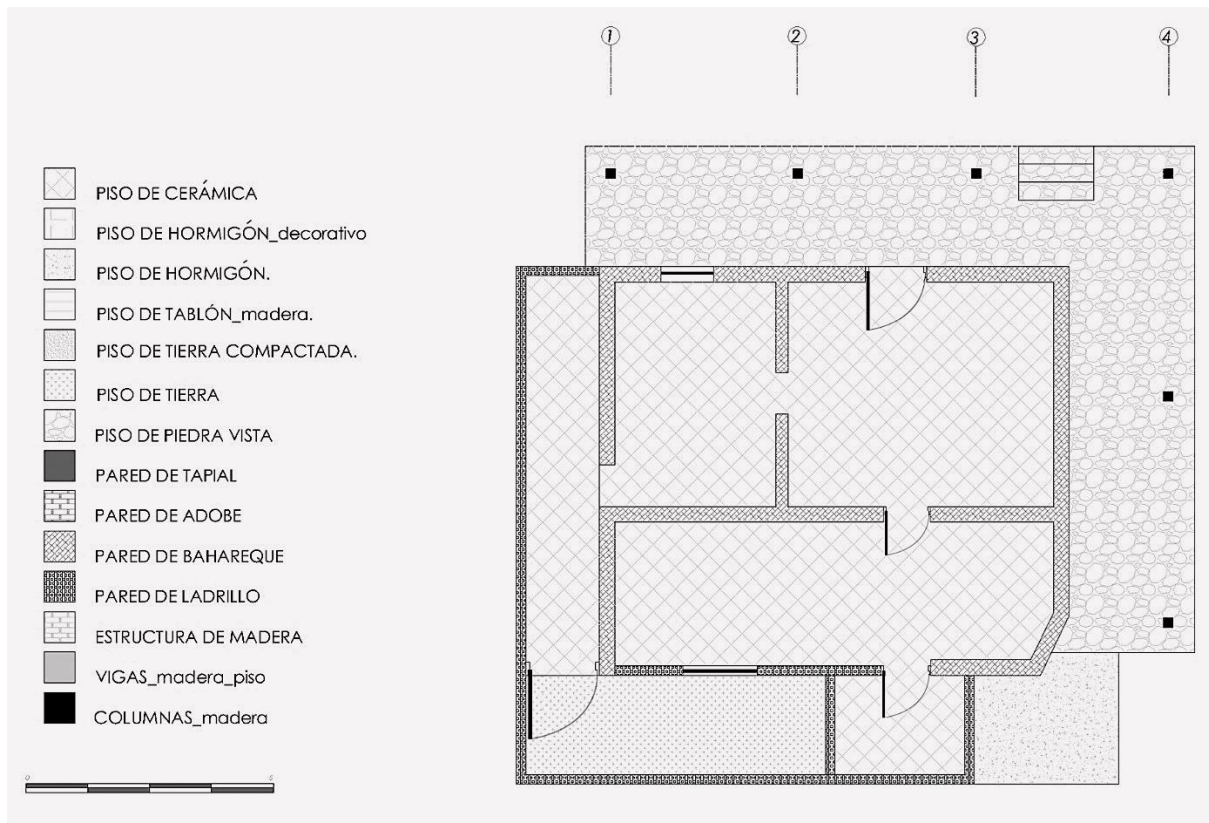 1 2 3 4
PISO DE CERÁMICA
PISO DE HORMIGÓN_decorativo
PISO DE HORMIGÓN.
PISO DE TABLÓN_madera.
PISO DE TIERRA COMPACTADA.
PISO DE TIERRA
PISO DE PIEDRA VISTA
PARED DE TAPIAL
PARED DE ADOBE
PARED DE BAHAREQUE
PARED DE LADRILLO
ESTRUCTURA DE MADERA
VIGAS_madera_piso
COLUMNAS_madera
0